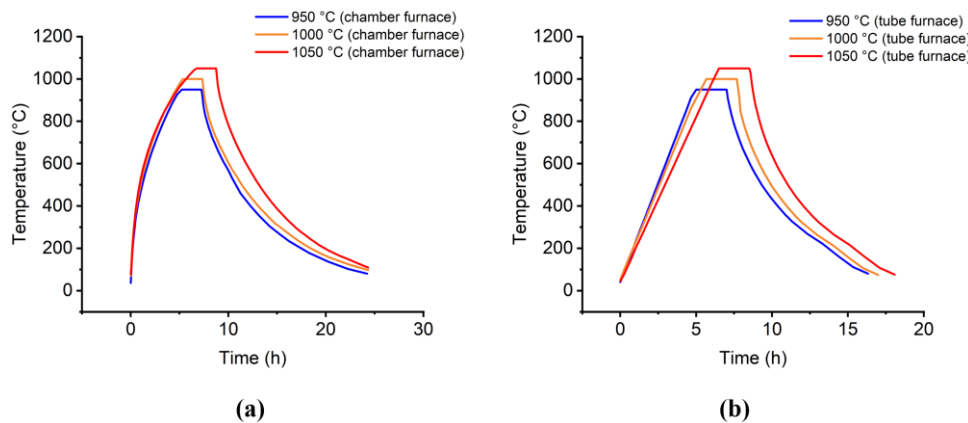 950 °C (chamber furnace)
1000 °C (chamber furnace)
1050 °C (chamber furnace)
1200
1000
800
600
400
200
0
Temperature (°C)
0
10
20
30
Time (h)
(a)
950 °C (tube furnace)
1000 °C (tube furnace)
1050 °C (tube furnace)
1200
1000
800
600
400
200
0
Temperature (°C)
0
5
10
15
20
Time (h)
(b)